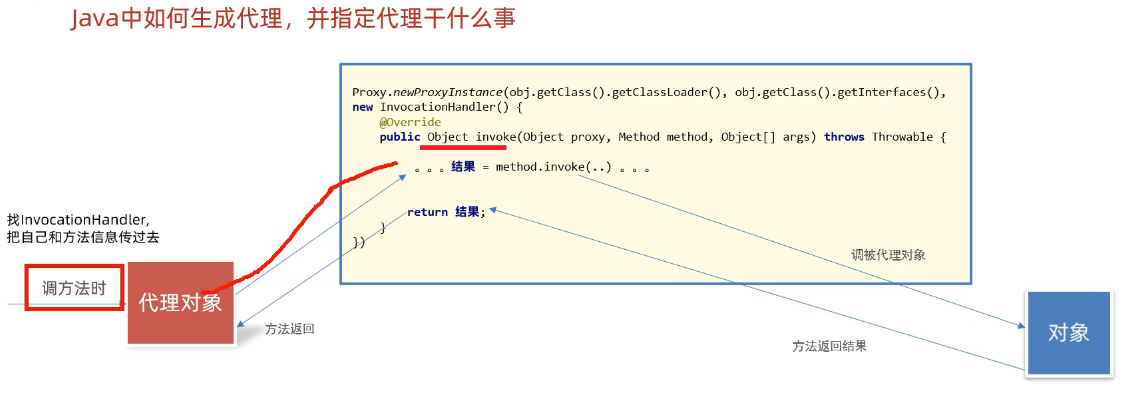 Java中如何生成代理，并指定代理干什么事
Proxy.newProxyInstance(obj.getClass().getClassLoader(), obj.getClass().getInterfaces(),
new InvocationHandler() {
@Override
public Object invoke(Object proxy, Method method, Object[] args) throws Throwable {
。。。结果 = method.invoke(..) 。。。
return 结果;
}
})
找InvocationHandler,
把自己和方法信息传过去
调方法时
代理对象
方法返回
调被代理对象
方法返回结果
对象